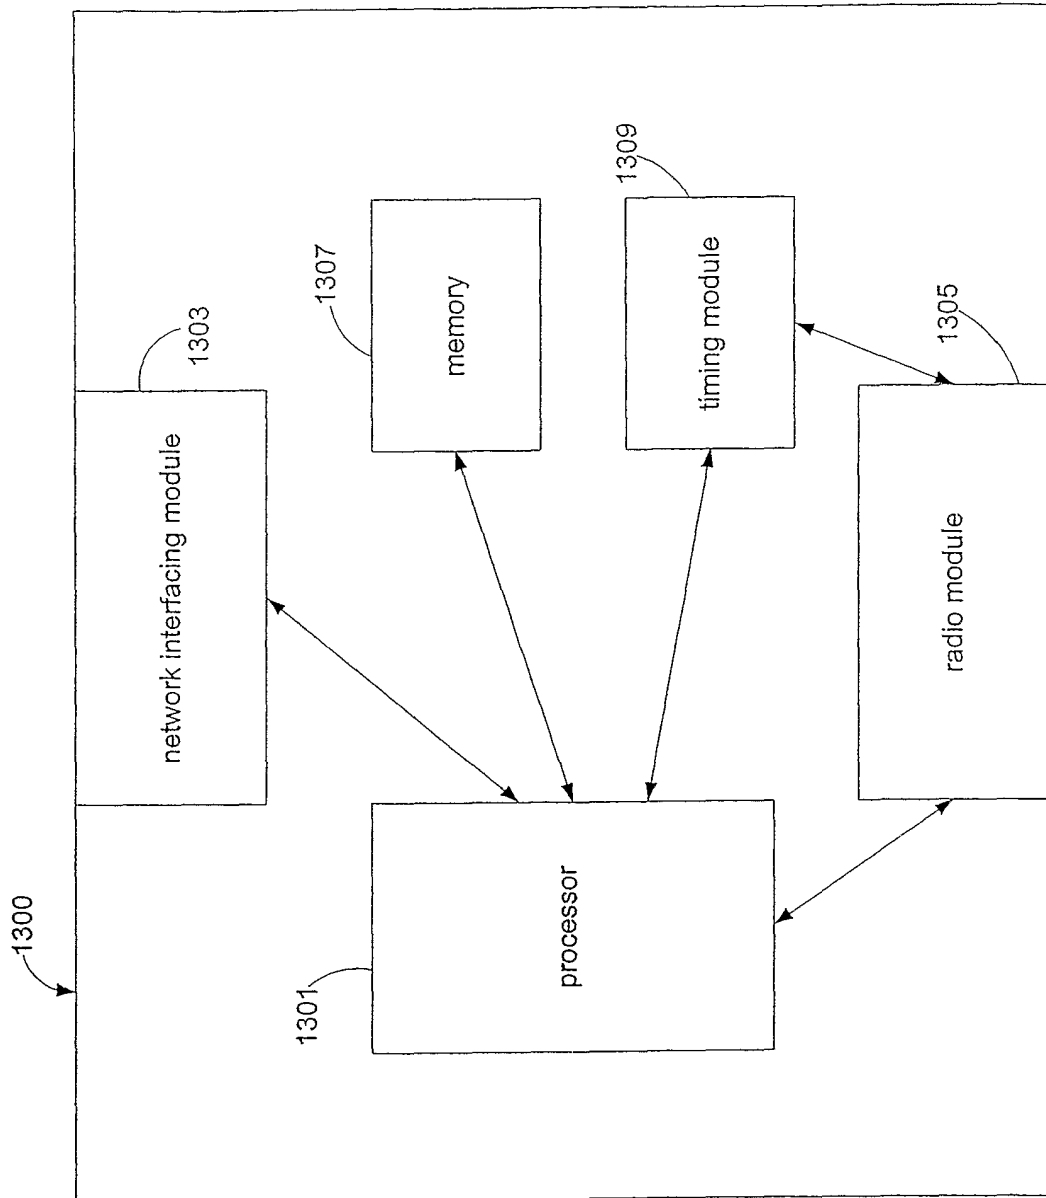 1300
1301
processor
1303
network interfacing module
1307
memory
1309
timing module
1305
radio module